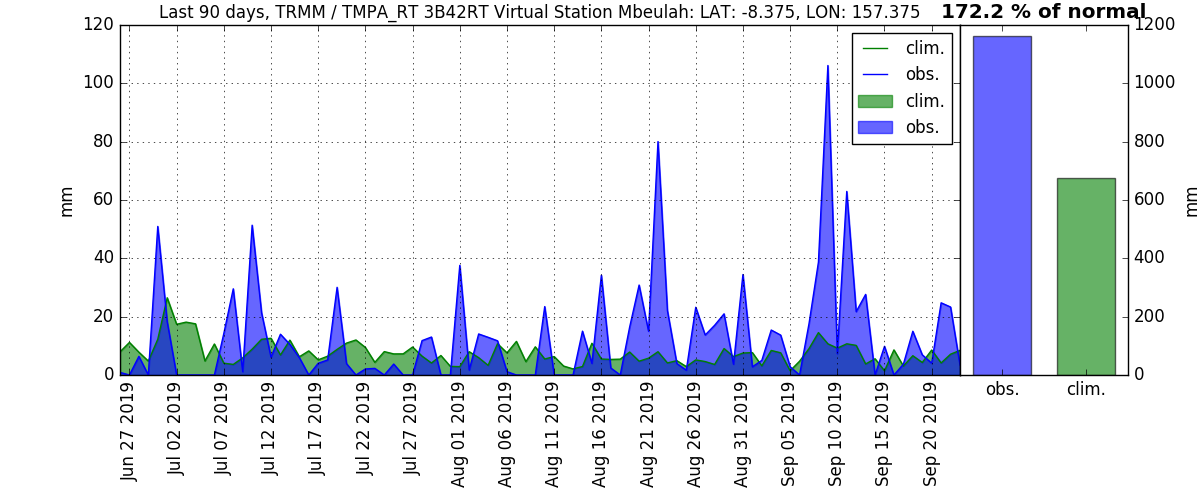 Last 90 days, TRMM / TMPA_RT 3B42RT Virtual Station Mbeulah: LAT: -8.375, LON: 157.375
172.2 % of normal
120
100
80
60
40
20
0
mm
clim.
obs.
clim.
obs.
1200
1000
800
600
400
200
0
mm
obs.
clim.
Jun 27 2019
Jul 02 2019
Jul 07 2019
Jul 12 2019
Jul 17 2019
Jul 22 2019
Jul 27 2019
Aug 01 2019
Aug 06 2019
Aug 11 2019
Aug 16 2019
Aug 21 2019
Aug 26 2019
Aug 31 2019
Sep 05 2019
Sep 10 2019
Sep 15 2019
Sep 20 2019